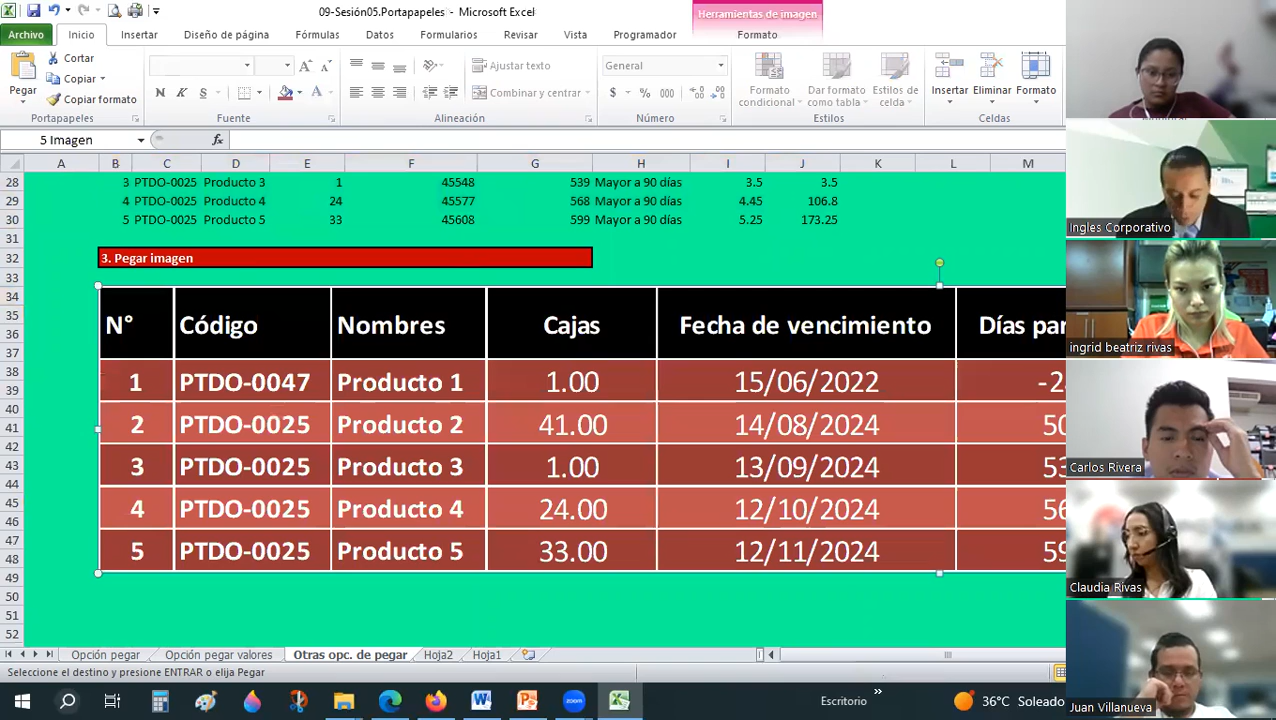 09-Sesión05.Portapapeles - Microsoft Excel
Herramientas de imagen
Archivo Inicio Insertar Diseño de página Fórmulas Datos Formularios Revisar Vista Programador Formato
Pegar
Cortar
Copiar
Copiar formato
Portapapeles
N K S
Fuente
Ajustar texto
Combinar y centrar
Alineación
General
$ % 000
Número
Formato condicional
Dar formato como tabla
Estilos de celda
Estilos
Insertar Eliminar Formato
Celdas
5 Imagen fx
A B C D E F G H I J K L M
28 3 PTDO-0025 Producto 3 1 45548 539 Mayor a 90 días 3.5 3.5
29 4 PTDO-0025 Producto 4 24 45577 568 Mayor a 90 días 4.45 106.8
30 5 PTDO-0025 Producto 5 33 45608 599 Mayor a 90 días 5.25 173.25
31
32 3. Pegar imagen
33
34
35 N° Código Nombres Cajas Fecha de vencimiento Días par
36
37
38 1 PTDO-0047 Producto 1 1.00 15/06/2022 -2
39
40
41 2 PTDO-0025 Producto 2 41.00 14/08/2024 50
42
43 3 PTDO-0025 Producto 3 1.00 13/09/2024 53
44
45 4 PTDO-0025 Producto 4 24.00 12/10/2024 56
46
47
48 5 PTDO-0025 Producto 5 33.00 12/11/2024 59
49
50
51
52
Opción pegar Opción pegar valores Otras opc. de pegar Hoja2 Hoja1
Seleccione el destino y presione ENTRAR o elija Pegar
Escritorio » 36°C Soleado
Ingles Corporativo
ingrid beatriz rivas
Carlos Rivera
Claudia Rivas
Juan Villanueva